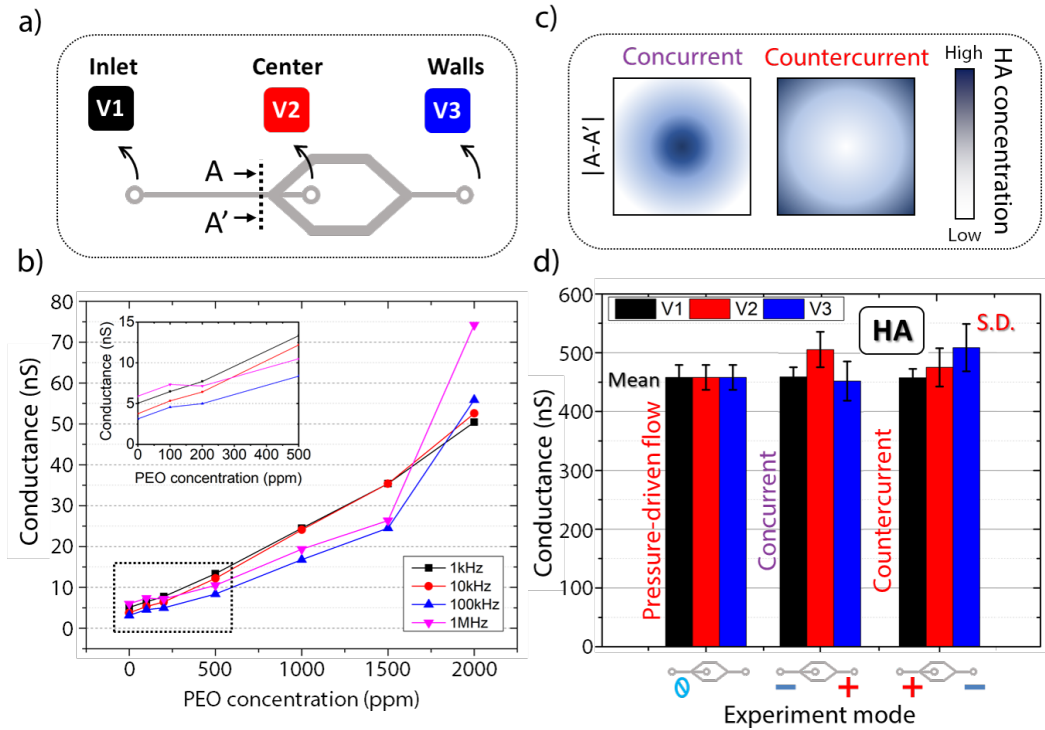 a)
Inlet
Center
Walls
V1
V2
V3
A
A’
c)
Concurrent
Countercurrent
|A-A’|
High
Low
HA concentration
b)
Conductance (nS)
80
70
60
50
40
30
20
10
0
0
500
1000
1500
2000
PEO concentration (ppm)
Conductance (nS)
15
10
5
0
0
100
200
300
400
500
PEO concentration (ppm)
1kHz
10kHz
100kHz
1MHz
d)
Conductance (nS)
600
500
400
300
200
100
0
V1
V2
V3
HA
S.D.
Mean
Pressure-driven flow
Concurrent
Countercurrent
0
− + + −
Experiment mode